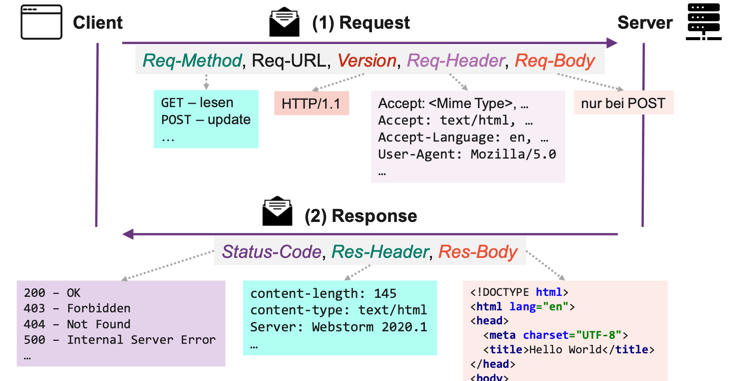 Client
(1) Request
Server
Req-Method, Req-URL, Version, Req-Header, Req-Body
GET – lesen
POST – update
…
HTTP/1.1
Accept: <Mime Type>, …
Accept: text/html, …
Accept-Language: en, …
User-Agent: Mozilla/5.0
…
nur bei POST
(2) Response
Status-Code, Res-Header, Res-Body
200 – OK
403 – Forbidden
404 – Not Found
500 – Internal Server Error
…
content-length: 145
content-type: text/html
Server: Webstorm 2020.1
…
<!DOCTYPE html>
<html lang="en">
<head>
<meta charset="UTF-8">
<title>Hello World</title>
</head>
<body>